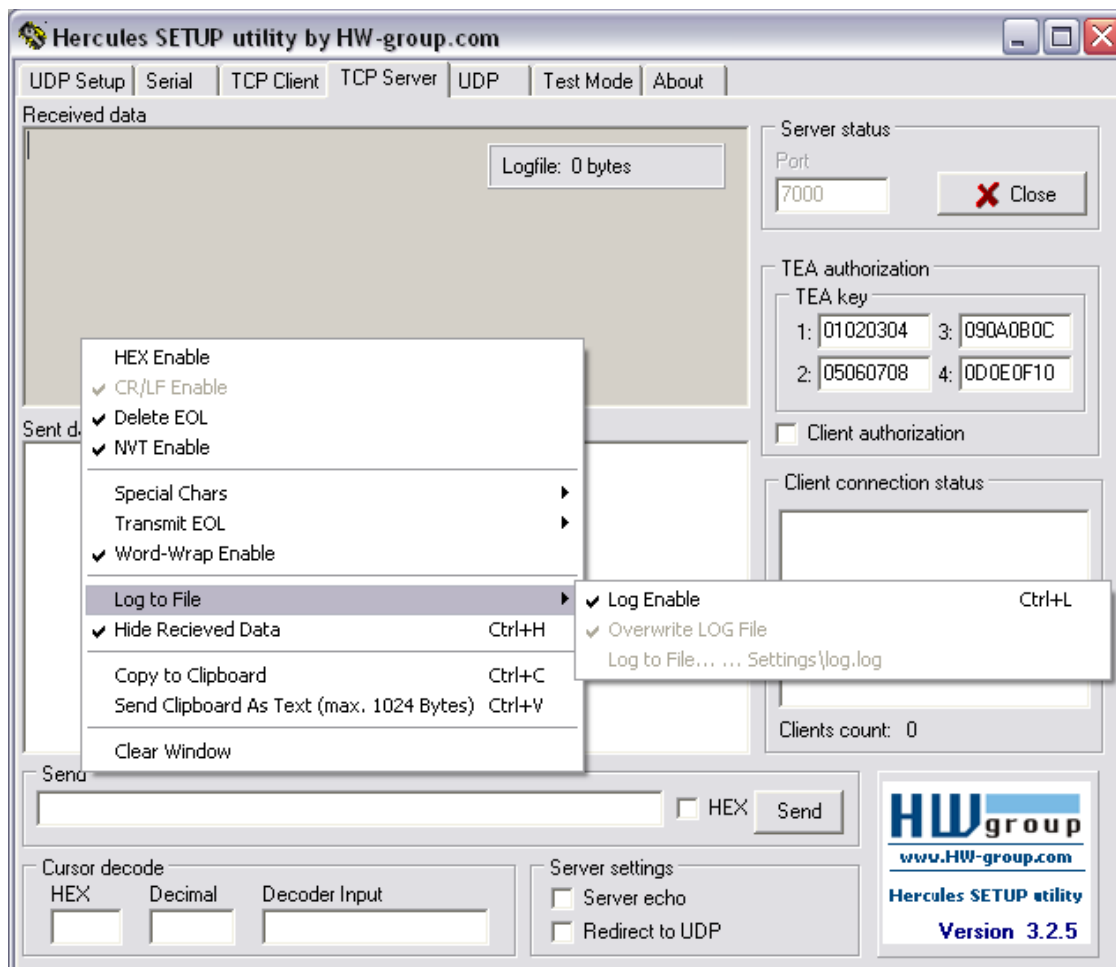 Hercules SETUP utility by HW-group.com
UDP Setup Serial TCP Client TCP Server UDP Test Mode About
Received data
Logfile: 0 bytes
Server status
Port
7000 Close
TEA authorization
TEA key
1: 01020304 3: 090A0B0C
2: 05060708 4: 0D0E0F10
Client authorization
HEX Enable
CR/LF Enable
Delete EOL
NVT Enable
Special Chars
Transmit EOL
Word-Wrap Enable
Log to File
Hide Recieved Data Ctrl+H
Copy to Clipboard Ctrl+C
Send Clipboard As Text (max. 1024 Bytes) Ctrl+V
Clear Window
Log Enable Ctrl+L
Overwrite LOG File
Log to File... ... Settings\log.log
Sent d
Client connection status
Clients count: 0
Send
HEX Send
Cursor decode
HEX Decimal Decoder Input
Server settings
Server echo
Redirect to UDP
HWgroup
www.HW-group.com
Hercules SETUP utility
Version 3.2.5